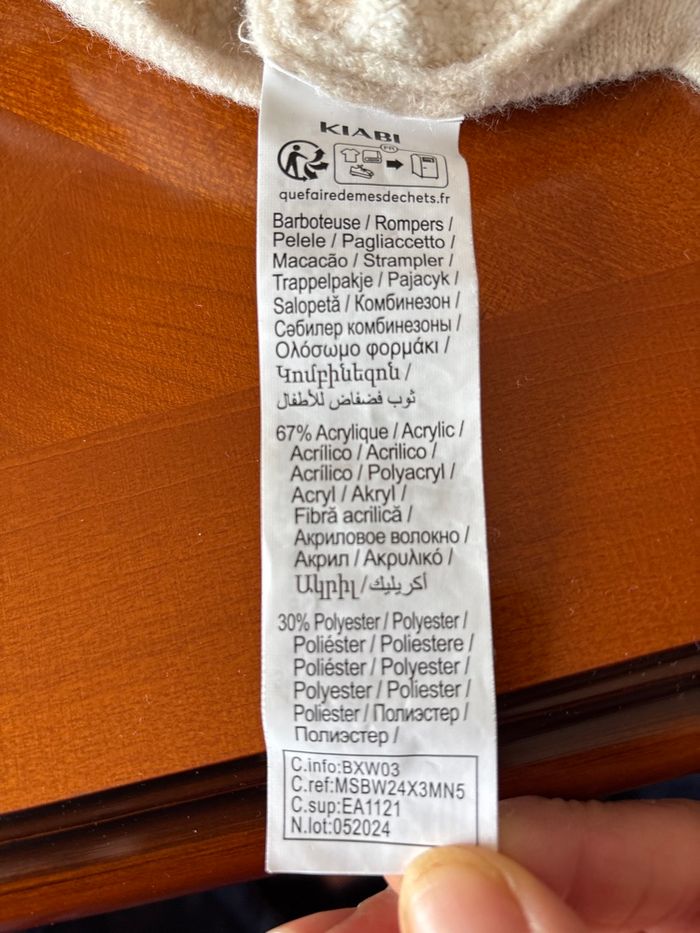 KIABI
FR
quefairedemesdechets.fr
Barboteuse / Rompers /
Pelele / Pagliaccetto /
Macacão / Strampler /
Trappelpakje / Pajacyk /
Salopetă / Комбинезон /
Сәбилер комбинезоны /
Ολόσωμο φορμάκι /
Կոմբինեզոն /
ثوب فضفاض للأطفال
67% Acrylique / Acrylic /
Acrílico / Acrilico /
Acrílico / Polyacryl /
Acryl / Akryl /
Fibră acrilică /
Акриловое волокно /
Акрил / Ακρυλικό /
Ակրիլ / أكريليك
30% Polyester / Polyester /
Poliéster / Poliestere /
Poliéster / Polyester /
Polyester / Poliester /
Poliester / Полиэстер /
Полиэстер /
C.info:BXW03
C.ref:MSBW24X3MN5
C.sup:EA1121
N.lot:052024